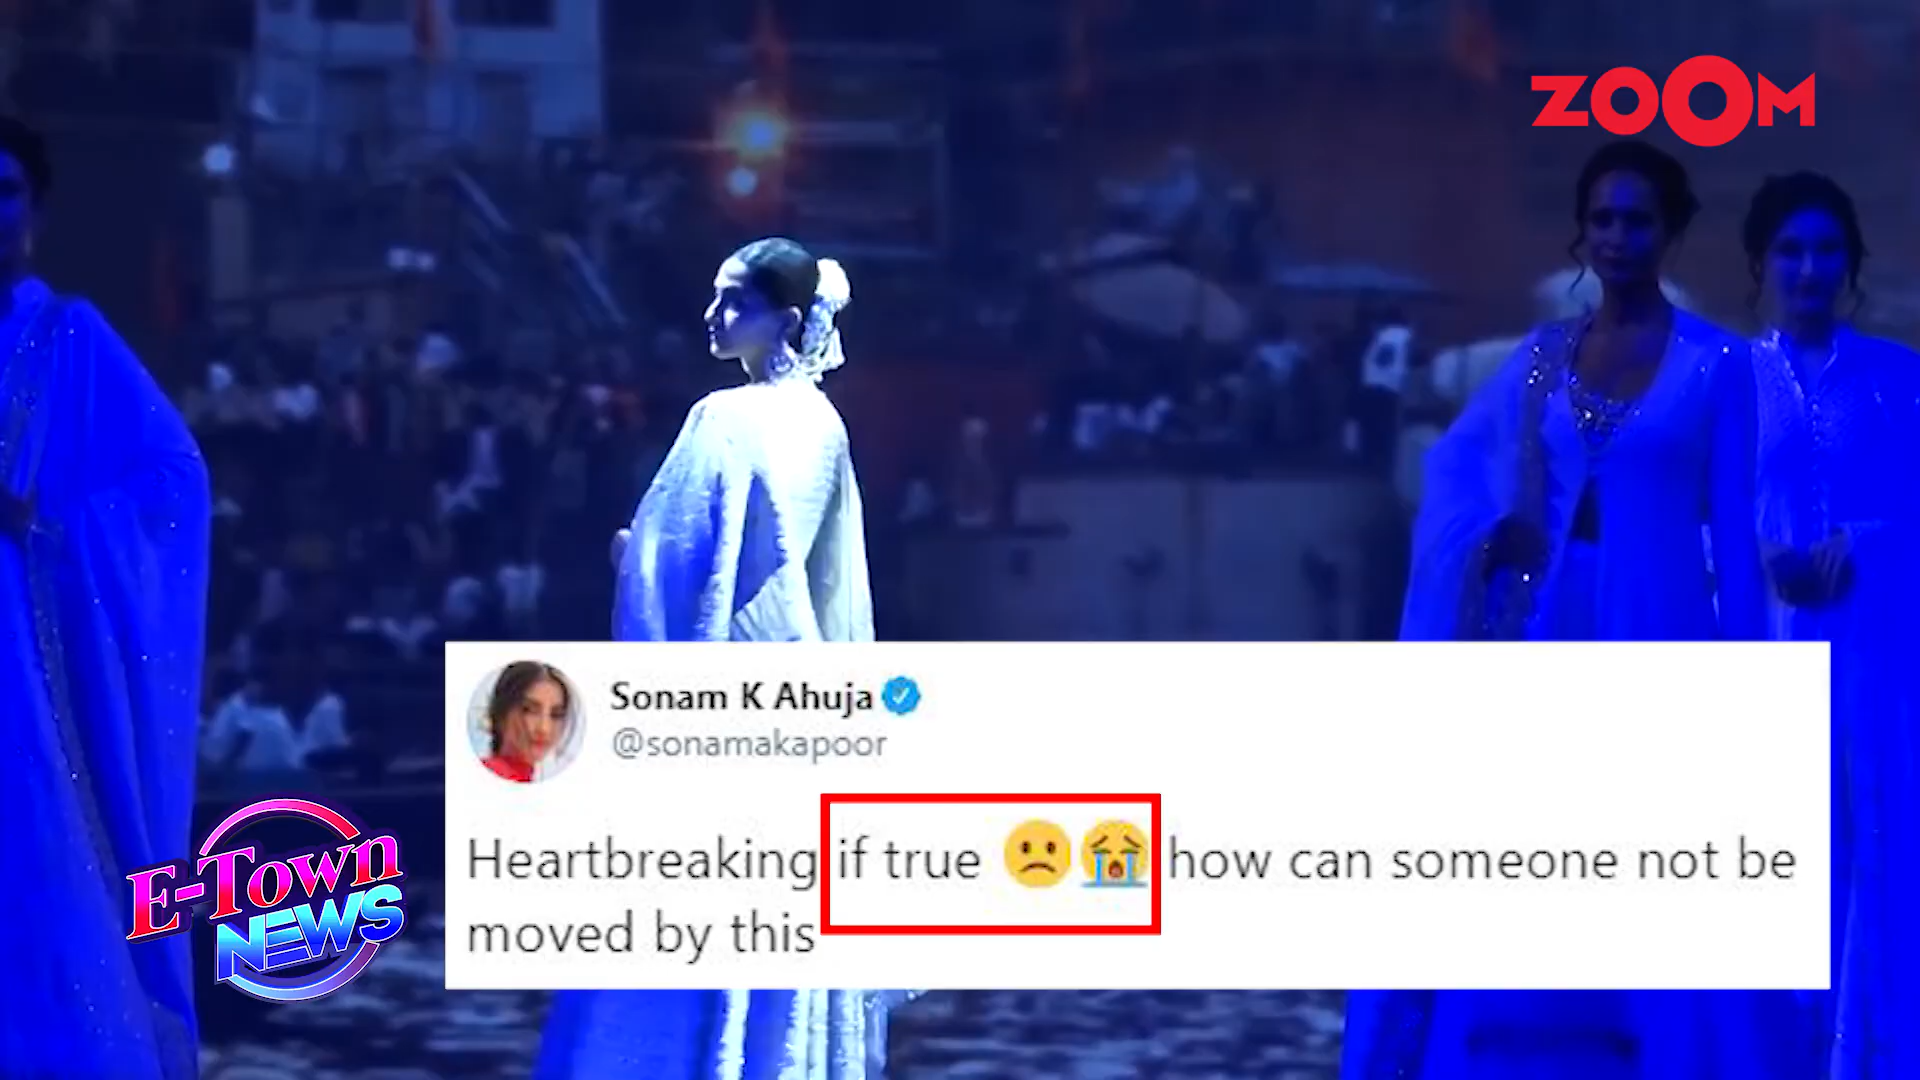 ZOOM
Sonam K Ahuja
@sonamakapoor
Heartbreaking if true 🙁😭 how can someone not be
moved by this
E-Town
NEWS